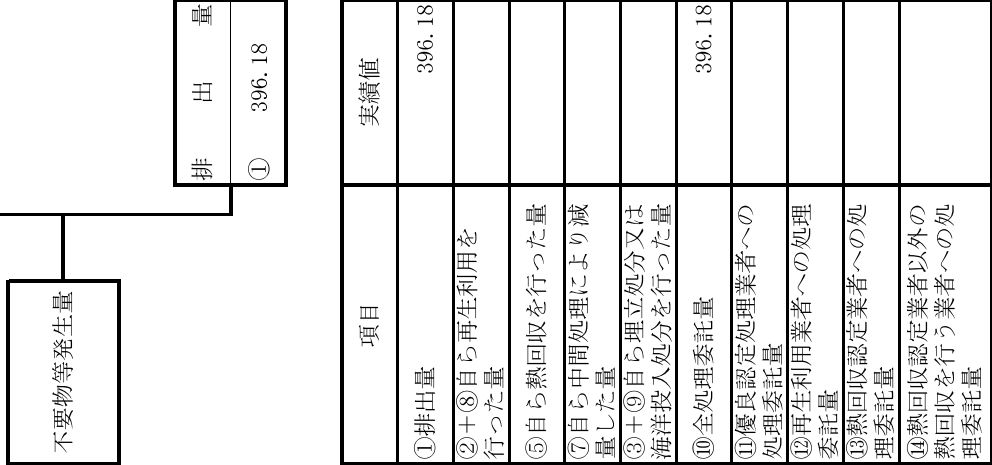 不要物等発生量
排出量
① 396.18
項目 実績値
①排出量 396.18
②+⑧自ら再生利用を
行った量
⑤自ら熱回収を行った量
⑦自ら中間処理により減
量した量
③+⑨自ら埋立処分又は
海洋投入処分を行った量
⑩全処理委託量 396.18
⑪優良認定処理業者への
処理委託量
⑫再生利用業者への処理
委託量
⑬熱回収認定業者への処
理委託量
⑭熱回収認定業者以外の
熱回収を行う業者への処
理委託量